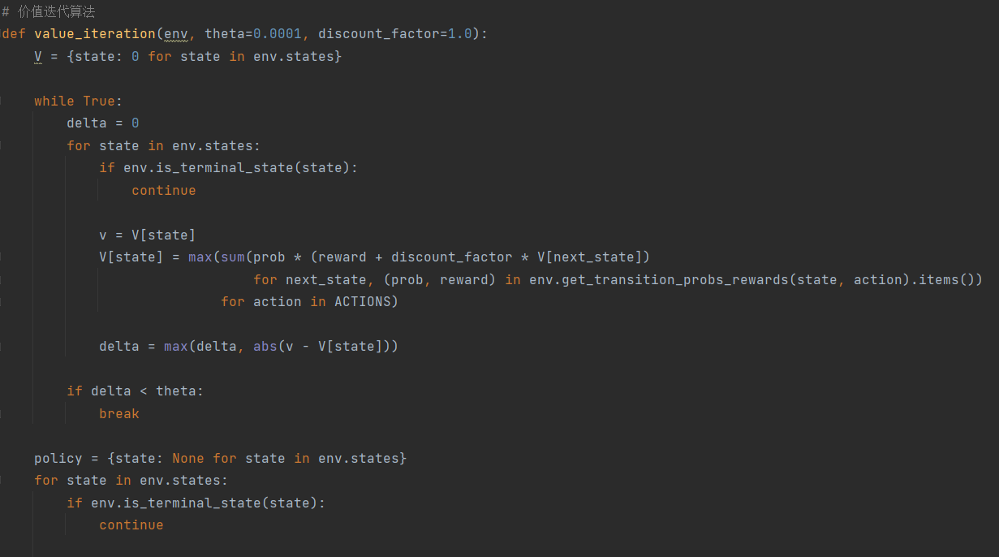 # 价值迭代算法
def value_iteration(env, theta=0.0001, discount_factor=1.0):
    V = {state: 0 for state in env.states}

    while True:
        delta = 0
        for state in env.states:
            if env.is_terminal_state(state):
                continue

            v = V[state]
            V[state] = max(sum(prob * (reward + discount_factor * V[next_state])
                               for next_state, (prob, reward) in env.get_transition_probs_rewards(state, action).items())
                           for action in ACTIONS)

            delta = max(delta, abs(v - V[state]))

        if delta < theta:
            break

    policy = {state: None for state in env.states}
    for state in env.states:
        if env.is_terminal_state(state):
            continue